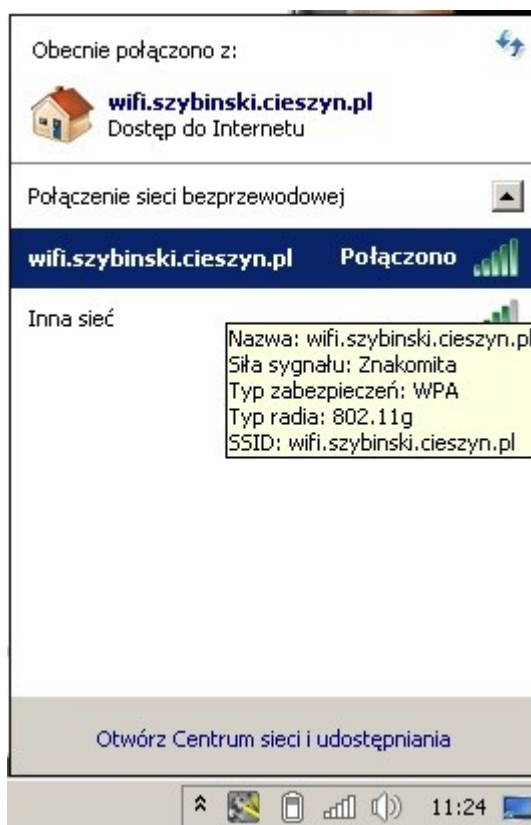 Obecnie połączono z:
wifi.szybinski.cieszyn.pl
Dostęp do Internetu
Połączenie sieci bezprzewodowej
wifi.szybinski.cieszyn.pl Połączono
Inna sieć
Nazwa: wifi.szybinski.cieszyn.pl
Siła sygnału: Znakomita
Typ zabezpieczeń: WPA
Typ radia: 802.11g
SSID: wifi.szybinski.cieszyn.pl
Otwórz Centrum sieci i udostępniania
11:24